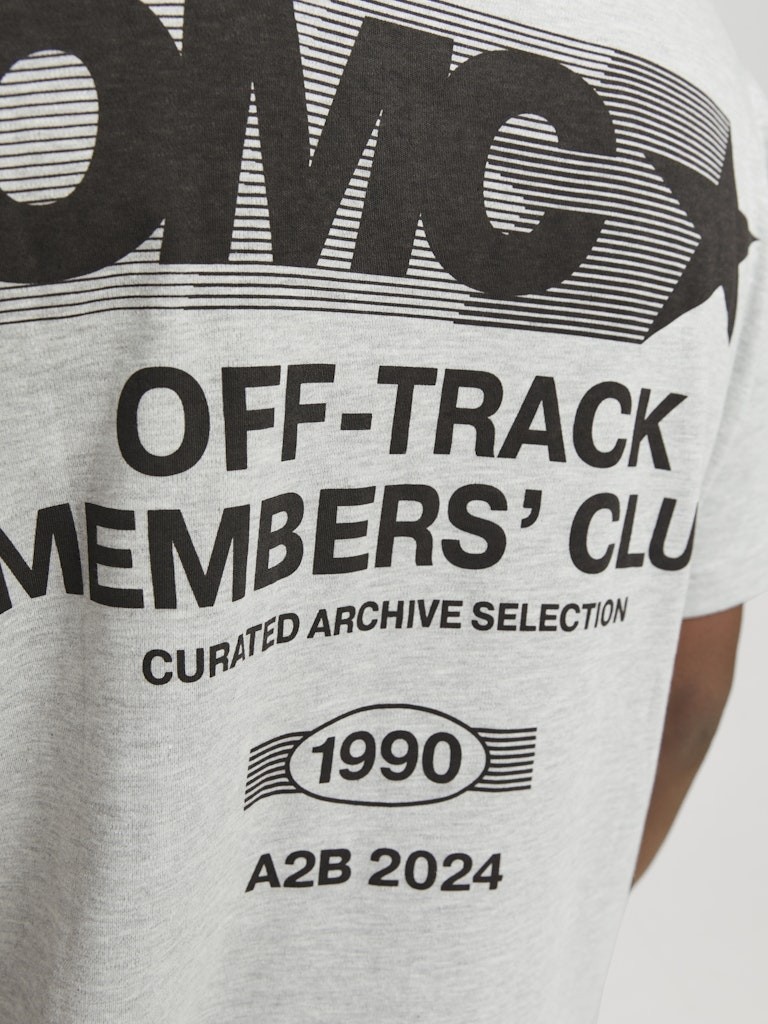 OMC
OFF-TRACK
MEMBERS' CLU
CURATED ARCHIVE SELECTION
1990
A2B 2024